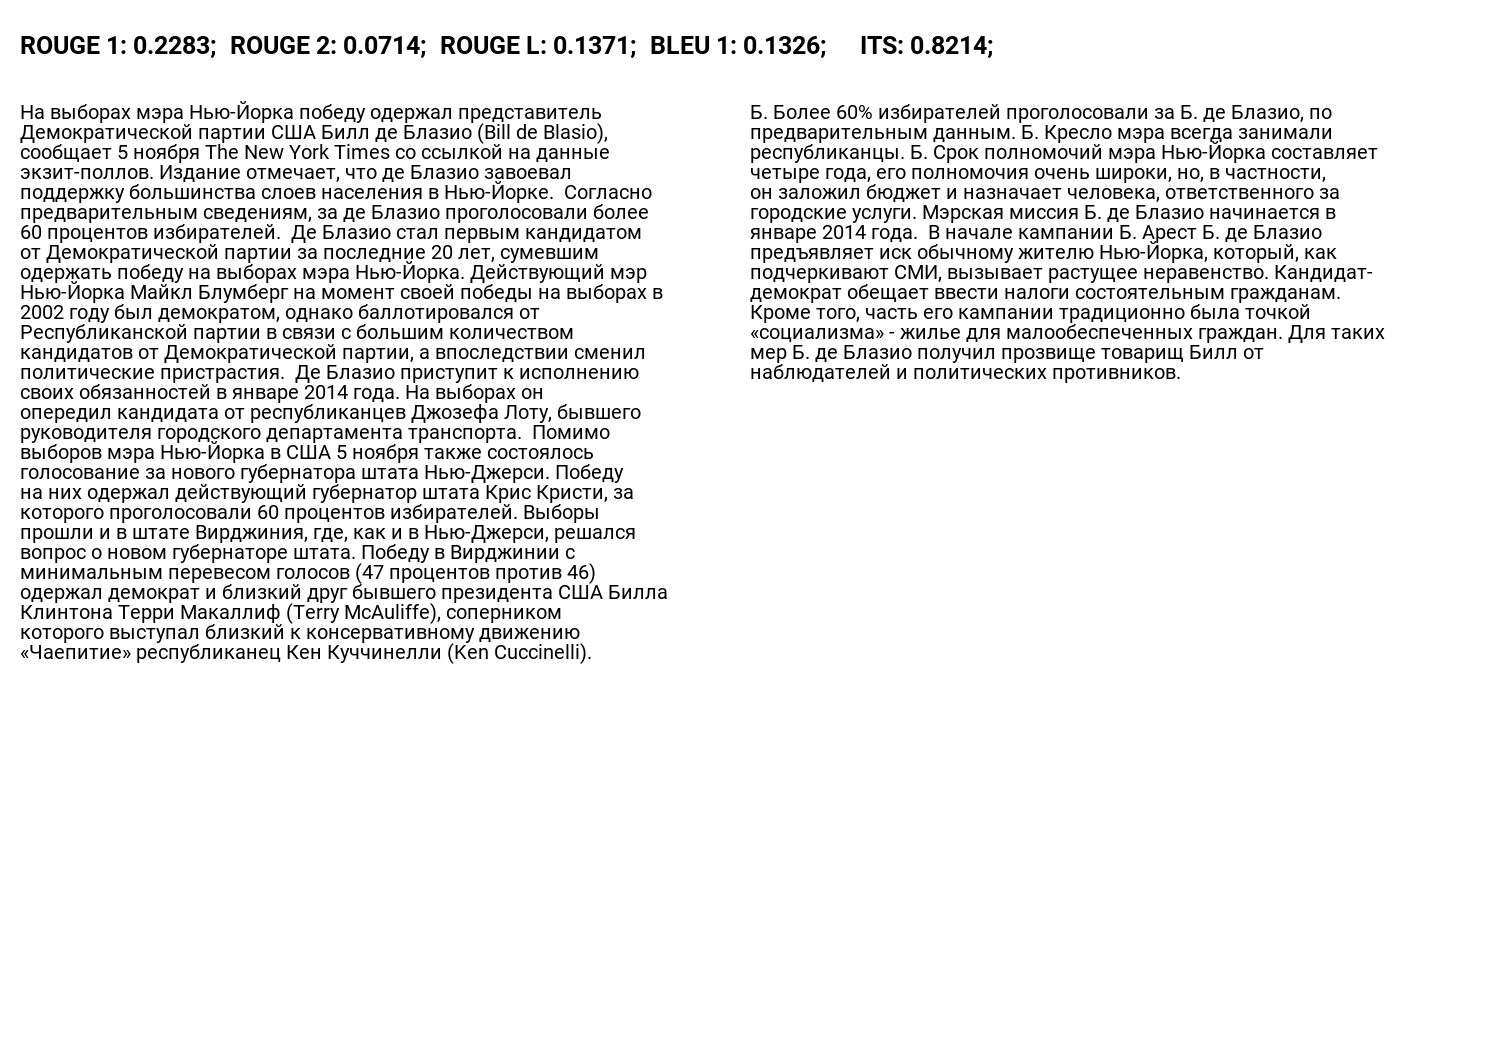 ROUGE 1: 0.2283;  ROUGE 2: 0.0714;  ROUGE L: 0.1371;  BLEU 1: 0.1326;     ITS: 0.8214;
На выборах мэра Нью-Йорка победу одержал представитель
Демократической партии США Билл де Блазио (Bill de Blasio),
сообщает 5 ноября The New York Times со ссылкой на данные
экзит-поллов. Издание отмечает, что де Блазио завоевал
поддержку большинства слоев населения в Нью-Йорке.  Согласно
предварительным сведениям, за де Блазио проголосовали более
60 процентов избирателей.  Де Блазио стал первым кандидатом
от Демократической партии за последние 20 лет, сумевшим
одержать победу на выборах мэра Нью-Йорка. Действующий мэр
Нью-Йорка Майкл Блумберг на момент своей победы на выборах в
2002 году был демократом, однако баллотировался от
Республиканской партии в связи с большим количеством
кандидатов от Демократической партии, а впоследствии сменил
политические пристрастия.  Де Блазио приступит к исполнению
своих обязанностей в январе 2014 года. На выборах он
опередил кандидата от республиканцев Джозефа Лоту, бывшего
руководителя городского департамента транспорта.  Помимо
выборов мэра Нью-Йорка в США 5 ноября также состоялось
голосование за нового губернатора штата Нью-Джерси. Победу
на них одержал действующий губернатор штата Крис Кристи, за
которого проголосовали 60 процентов избирателей. Выборы
прошли и в штате Вирджиния, где, как и в Нью-Джерси, решался
вопрос о новом губернаторе штата. Победу в Вирджинии с
минимальным перевесом голосов (47 процентов против 46)
одержал демократ и близкий друг бывшего президента США Билла
Клинтона Терри Макаллиф (Terry McAuliffe), соперником
которого выступал близкий к консервативному движению
«Чаепитие» республиканец Кен Куччинелли (Ken Cuccinelli).
Б. Более 60% избирателей проголосовали за Б. де Блазио, по
предварительным данным. Б. Кресло мэра всегда занимали
республиканцы. Б. Срок полномочий мэра Нью-Йорка составляет
четыре года, его полномочия очень широки, но, в частности,
он заложил бюджет и назначает человека, ответственного за
городские услуги. Мэрская миссия Б. де Блазио начинается в
январе 2014 года.  В начале кампании Б. Арест Б. де Блазио
предъявляет иск обычному жителю Нью-Йорка, который, как
подчеркивают СМИ, вызывает растущее неравенство. Кандидат-
демократ обещает ввести налоги состоятельным гражданам.
Кроме того, часть его кампании традиционно была точкой
«социализма» - жилье для малообеспеченных граждан. Для таких
мер Б. де Блазио получил прозвище товарищ Билл от
наблюдателей и политических противников.